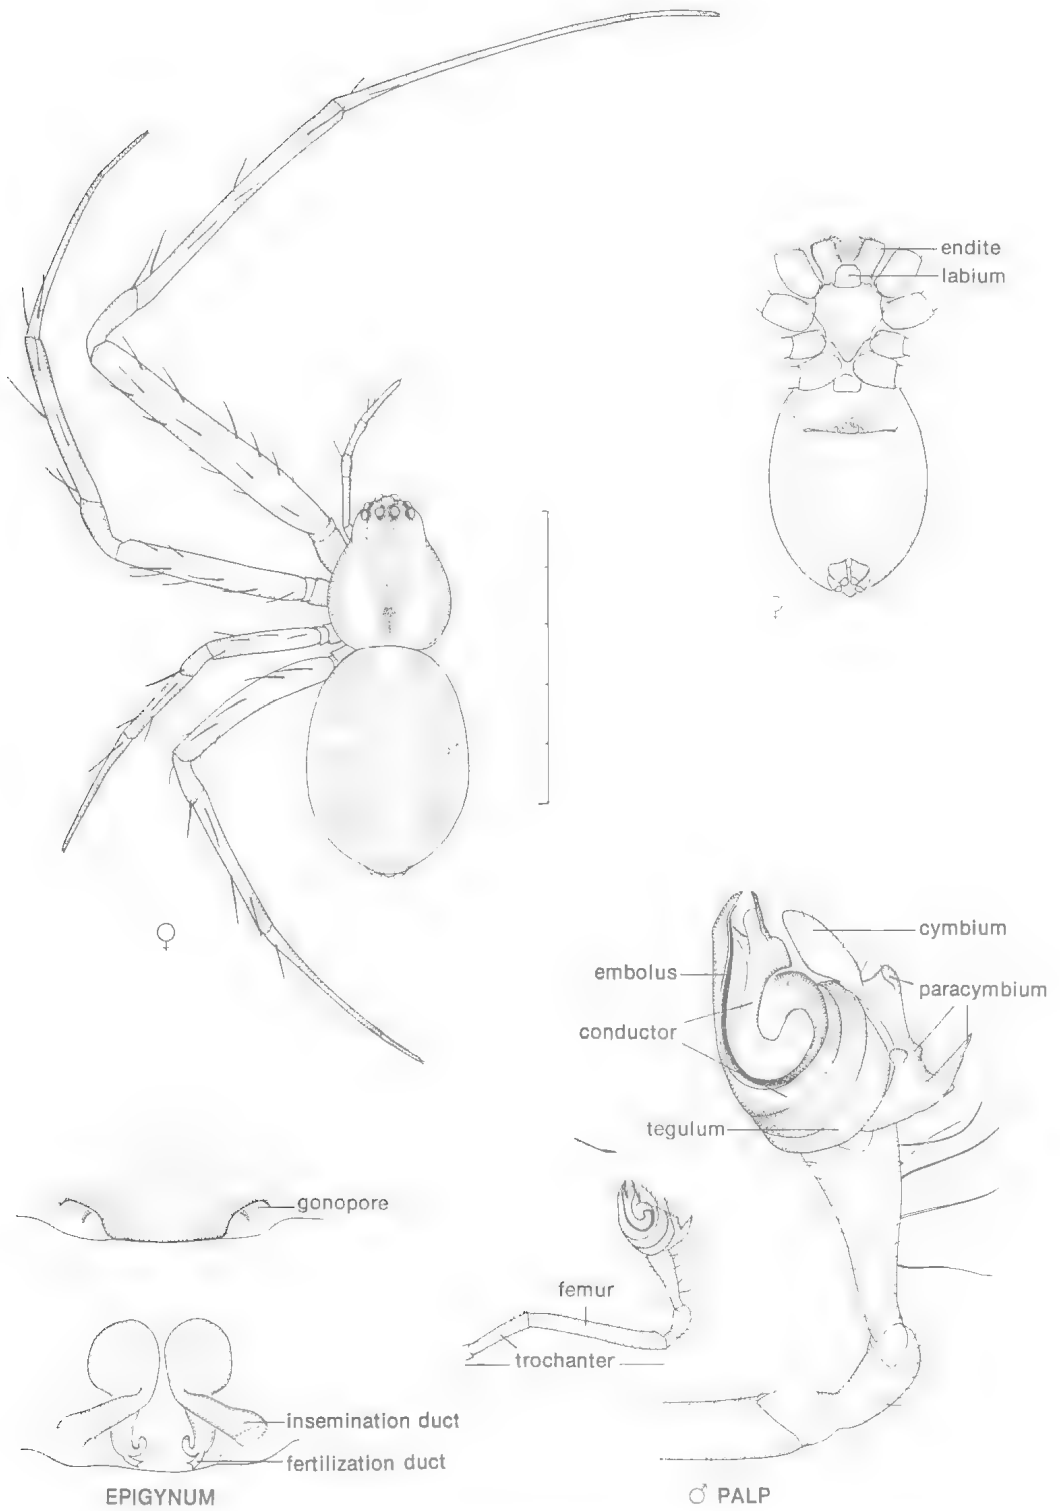 endite
labium
♀
♀
cymbium
embolus
paracymbium
conductor
tegulum
gonopore
femur
trochanter
insemination duct
fertilization duct
EPIGYNUM
♂ PALP